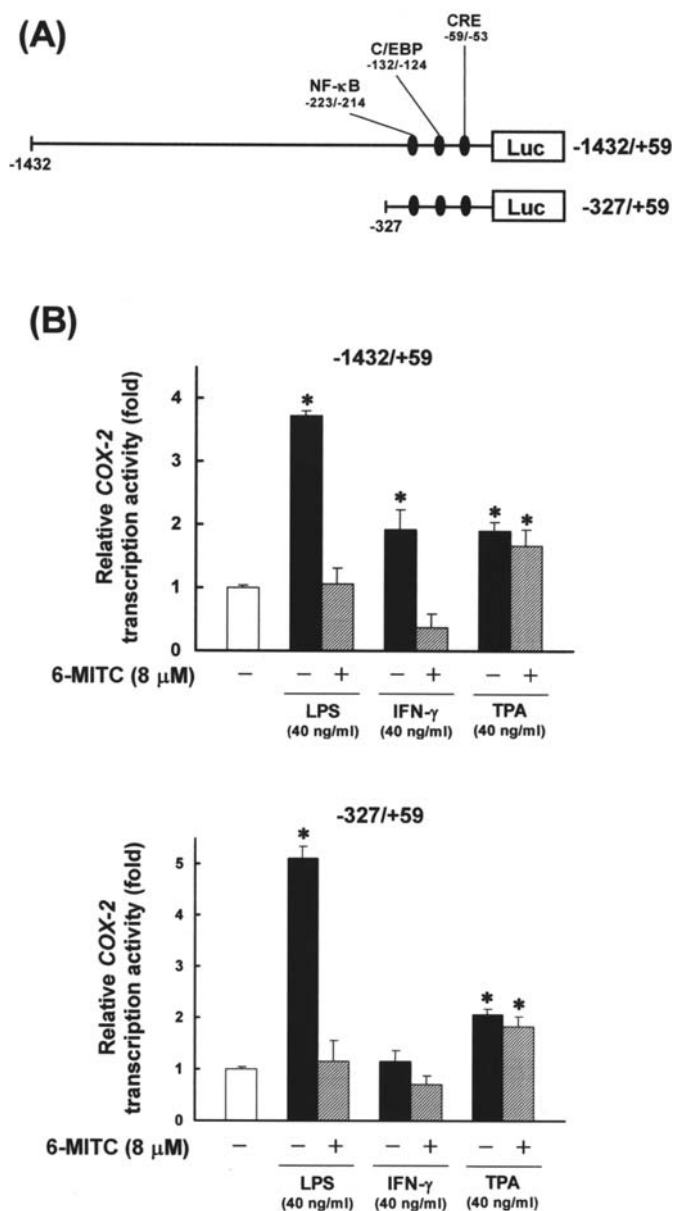 (A)
CRE
-59/-53
C/EBP
-132/-124
NF-κB
-223/-214
-1432
Luc
-1432/+59
-327
Luc
-327/+59
(B)
-1432/+59
Relative COX-2
transcription activity (fold)
4
3
2
1
0
* * * *
6-MITC (8 μM)
− − + − + − +
LPS IFN-γ TPA
(40 ng/ml) (40 ng/ml) (40 ng/ml)
-327/+59
Relative COX-2
transcription activity (fold)
5
4
3
2
1
0
* * *
6-MITC (8 μM)
− − + − + − +
LPS IFN-γ TPA
(40 ng/ml) (40 ng/ml) (40 ng/ml)